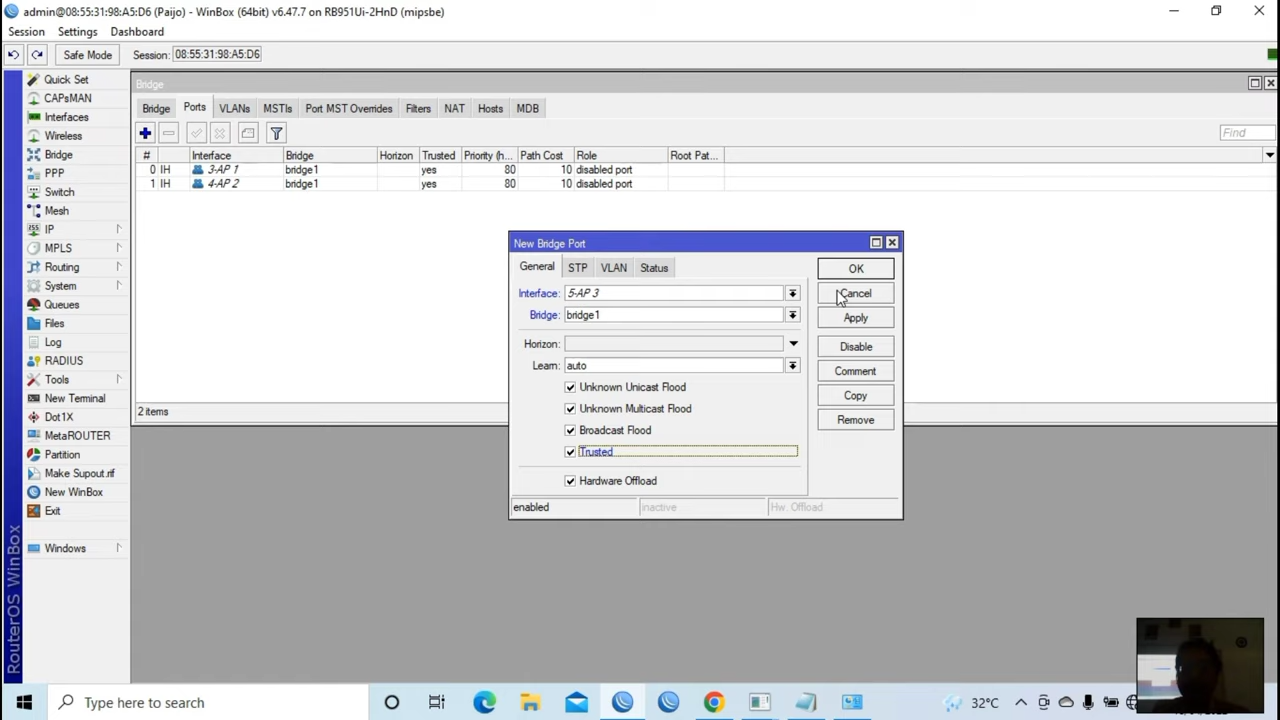 admin@08:55:31:98:A5:D6 (Paijo) - WinBox (64bit) v6.47.7 on RB951Ui-2HnD (mipsbe)
Session Settings Dashboard
Safe Mode Session: 08:55:31:98:A5:D6
Quick Set
CAPsMAN
Interfaces
Wireless
Bridge
PPP
Switch
Mesh
IP
MPLS
Routing
System
Queues
Files
Log
RADIUS
Tools
New Terminal
Dot1X
MetaROUTER
Partition
Make Supout.rif
New WinBox
Exit
Windows
RouterOS WinBox
Bridge
Bridge Ports VLANs MSTIs Port MST Overrides Filters NAT Hosts MDB
Find
# Interface Bridge Horizon Trusted Priority (h... Path Cost Role Root Pat...
0 IH 3-AP 1 bridge1 yes 80 10 disabled port
1 IH 4-AP 2 bridge1 yes 80 10 disabled port
2 items
New Bridge Port
General STP VLAN Status
Interface: 5-AP 3
Bridge: bridge1
Horizon:
Learn: auto
Unknown Unicast Flood
Unknown Multicast Flood
Broadcast Flood
Trusted
Hardware Offload
enabled inactive Hw. Offload
OK
Cancel
Apply
Disable
Comment
Copy
Remove
Type here to search
32°C